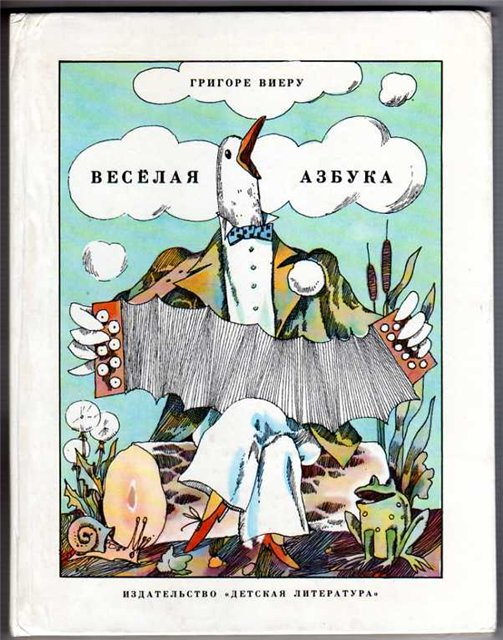 ГРИГОРЕ ВИЕРУ
ВЕСЁЛАЯ АЗБУКА
ИЗДАТЕЛЬСТВО «ДЕТСКАЯ ЛИТЕРАТУРА»